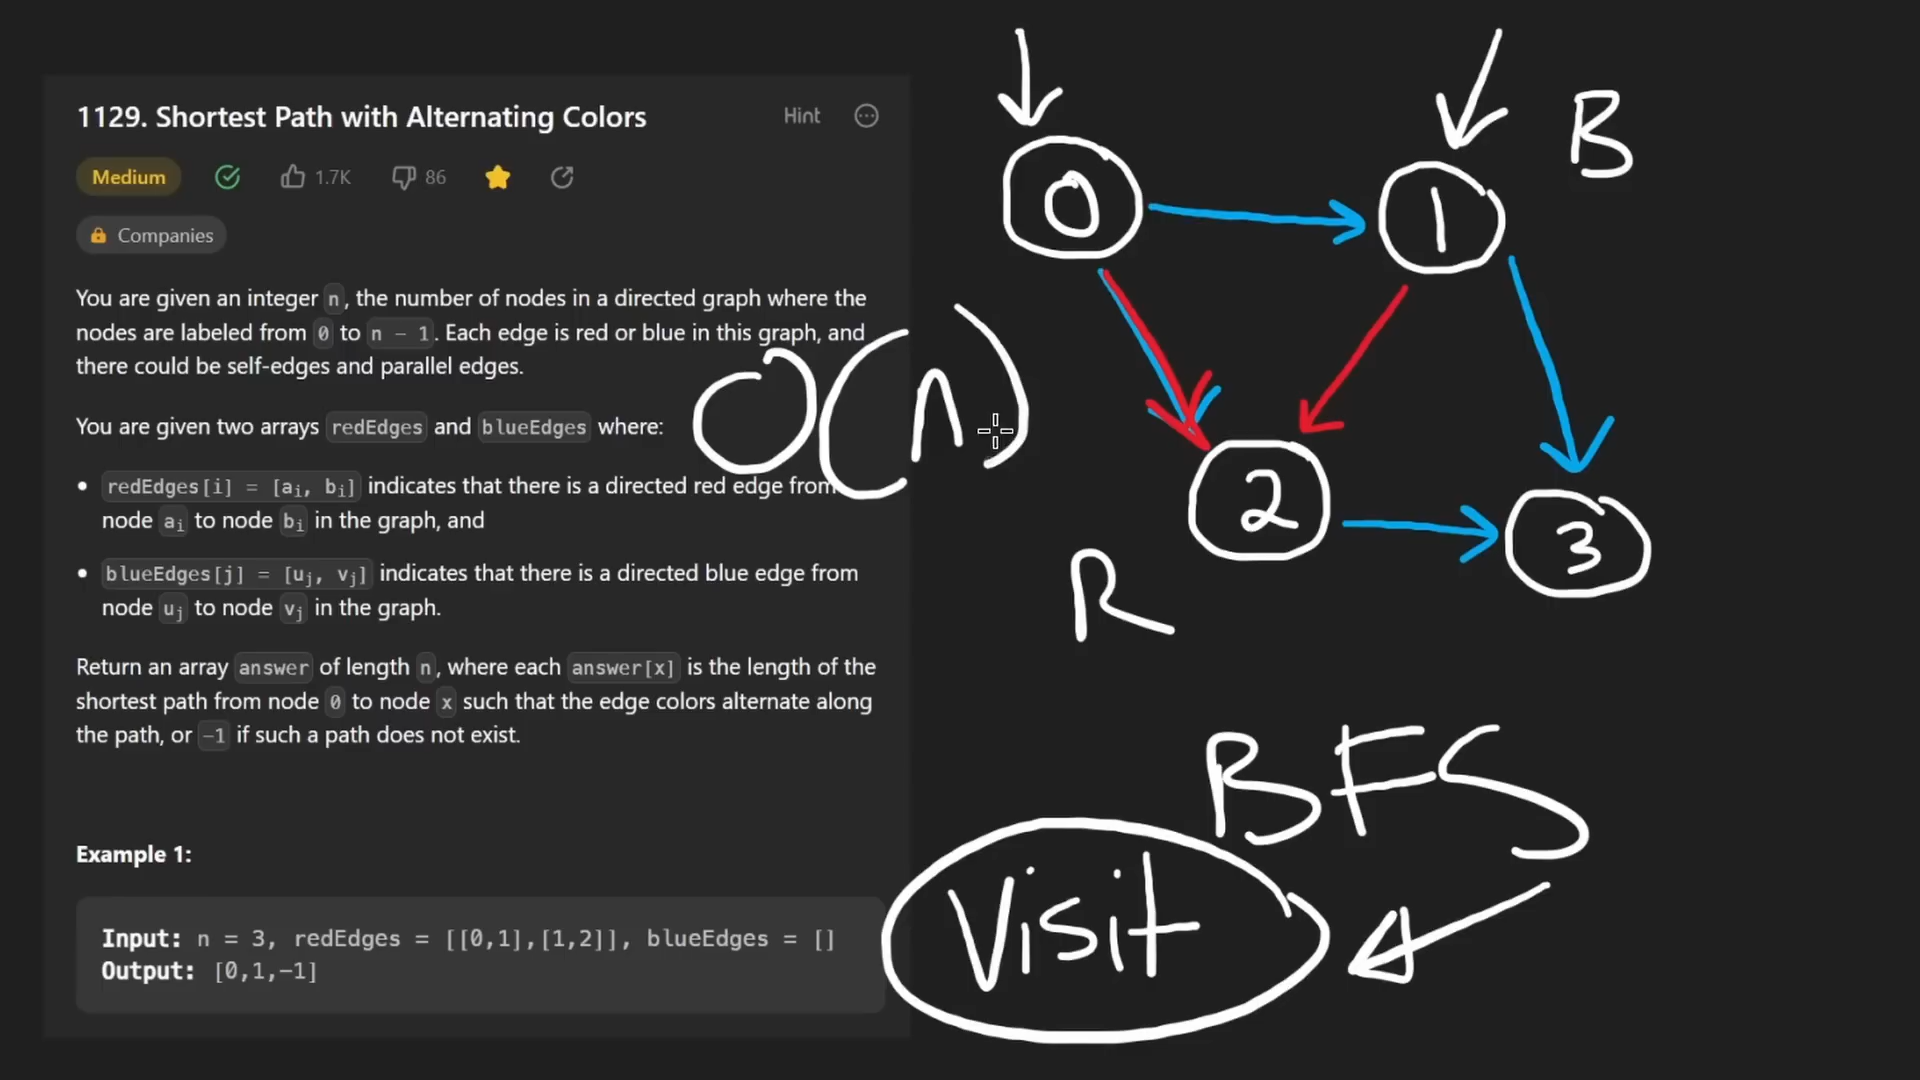 1129. Shortest Path with Alternating Colors
Hint
Medium
1.7K
86
Companies
You are given an integer n, the number of nodes in a directed graph where the
nodes are labeled from 0 to n - 1. Each edge is red or blue in this graph, and
there could be self-edges and parallel edges.
You are given two arrays redEdges and blueEdges where:
• redEdges[i] = [aᵢ, bᵢ] indicates that there is a directed red edge from
node aᵢ to node bᵢ in the graph, and
• blueEdges[j] = [uⱼ, vⱼ] indicates that there is a directed blue edge from
node uⱼ to node vⱼ in the graph.
Return an array answer of length n, where each answer[x] is the length of the
shortest path from node 0 to node x such that the edge colors alternate along
the path, or -1 if such a path does not exist.
Example 1:
Input: n = 3, redEdges = [[0,1],[1,2]], blueEdges = []
Output: [0,1,-1]
0
1
B
O(n)
2
3
R
BFS
Visit